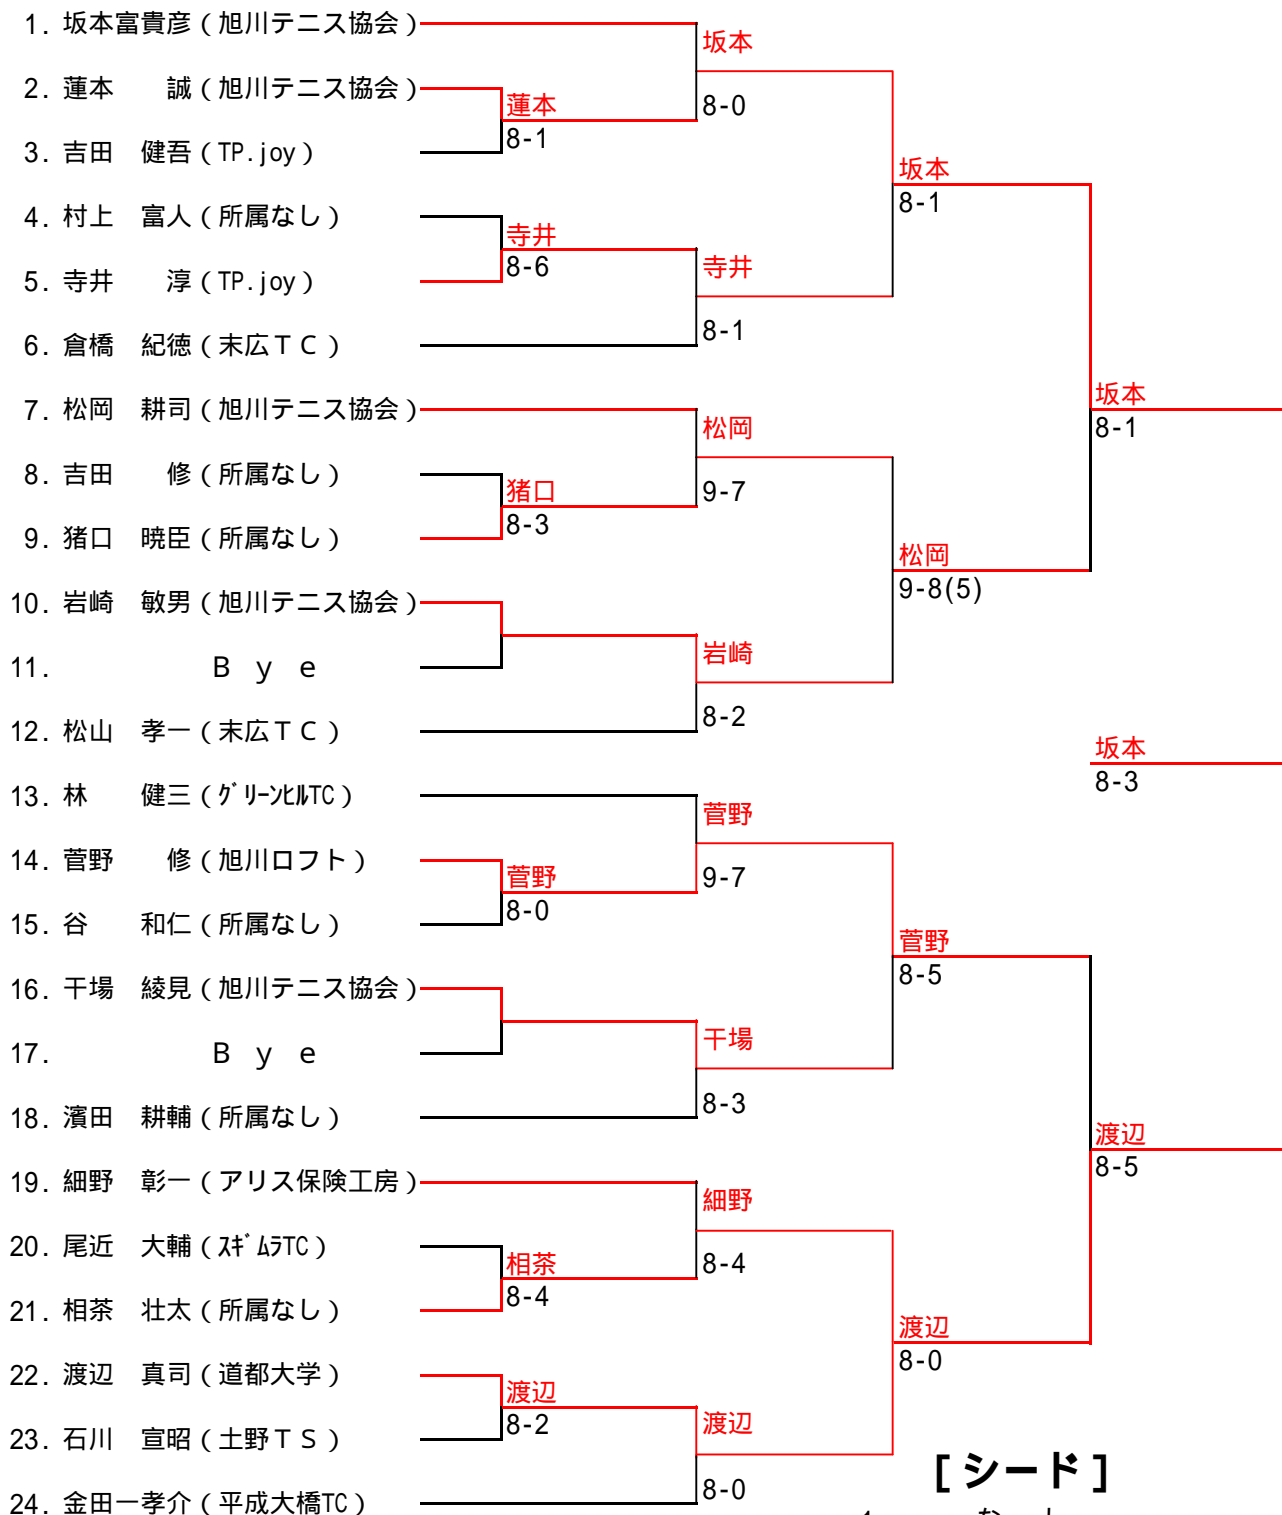 1. 坂本富貴彦(旭川テニス協会)
坂本
8-0
2. 蓮本 誠(旭川テニス協会)
蓮本
8-1
3. 吉田 健吾(TP.joy)
坂本
8-1
4. 村上 富人(所属なし)
寺井
8-6
5. 寺井 淳(TP.joy)
寺井
8-1
6. 倉橋 紀徳(末広TC)
坂本
8-1
7. 松岡 耕司(旭川テニス協会)
松岡
9-7
8. 吉田 修(所属なし)
猪口
8-3
9. 猪口 暁臣(所属なし)
松岡
9-8(5)
10. 岩崎 敏男(旭川テニス協会)
岩崎
8-2
11. Bye
12. 松山 孝一(末広TC)
坂本
8-3
13. 林 健三(グリーンヒルTC)
菅野
9-7
14. 菅野 修(旭川ロフト)
菅野
8-0
15. 谷 和仁(所属なし)
菅野
8-5
16. 干場 綾見(旭川テニス協会)
干場
8-3
17. Bye
18. 濱田 耕輔(所属なし)
渡辺
8-5
19. 細野 彰一(アリス保険工房)
細野
8-4
20. 尾近 大輔(スギムラTC)
相茶
8-4
21. 相茶 壮太(所属なし)
渡辺
8-0
22. 渡辺 真司(道都大学)
渡辺
8-2
23. 石川 宣昭(土野TS)
渡辺
8-0
24. 金田一孝介(平成大橋TC)
[シード]